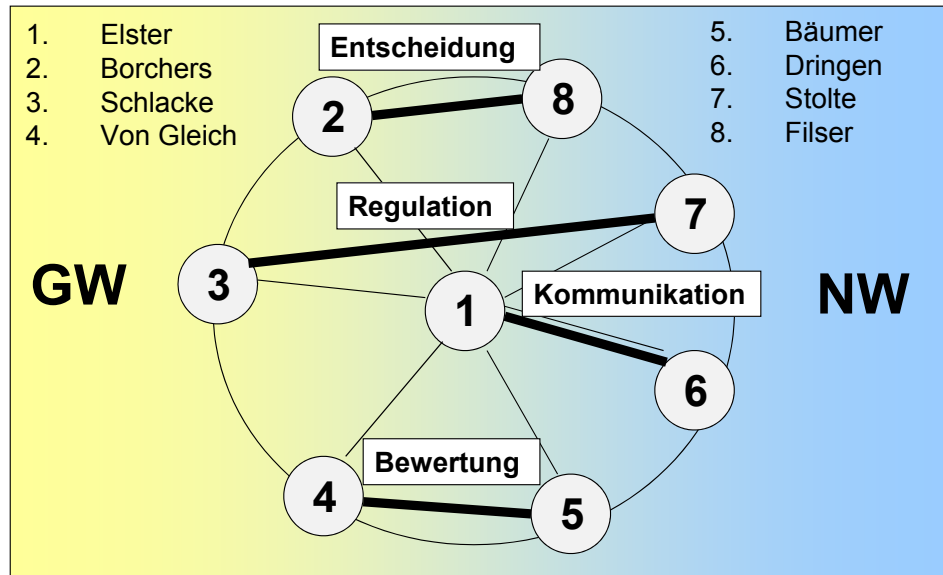 1. Elster
2. Borchers
3. Schlacke
4. Von Gleich
5. Bäumer
6. Dringen
7. Stolte
8. Filser
Entscheidung
2
8
Regulation
7
GW
3
1
Kommunikation
NW
6
Bewertung
4
5